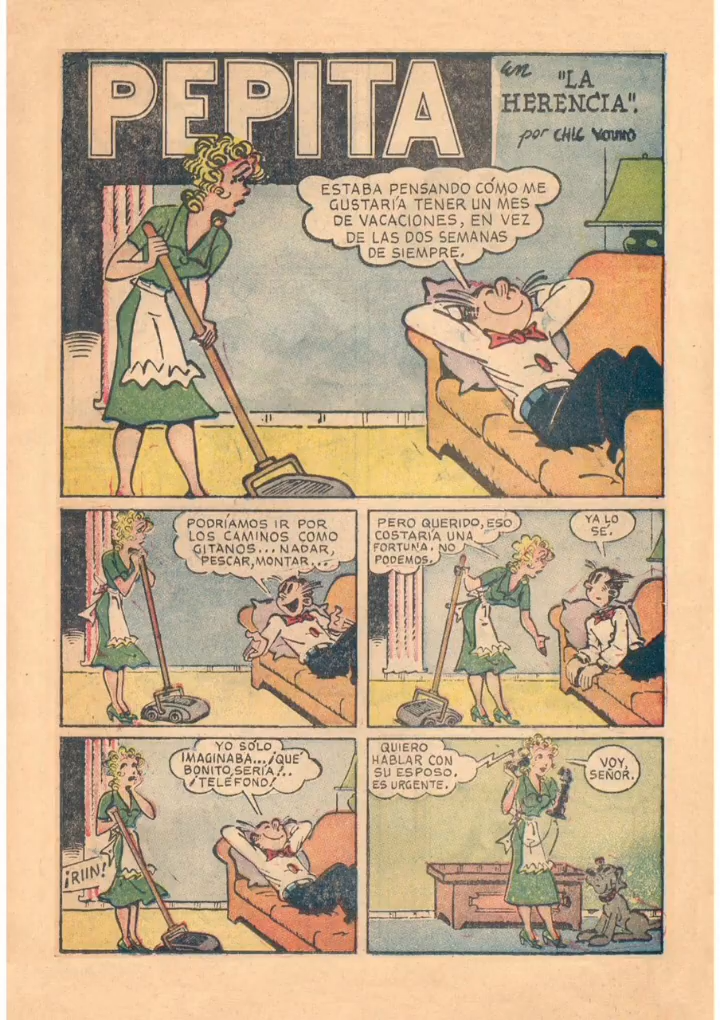 PEPITA
en
"LA
HERENCIA".
por CHIC YOUNG
ESTABA PENSANDO CÓMO ME
GUSTARÍA TENER UN MES
DE VACACIONES, EN VEZ
DE LAS DOS SEMANAS
DE SIEMPRE.
PODRÍAMOS IR POR
LOS CAMINOS COMO
GITANOS... NADAR,
PESCAR, MONTAR...
PERO QUERIDO, ESO
COSTARÍA UNA
FORTUNA. NO
PODEMOS.
YA LO
SÉ.
YO SÓLO
IMAGINABA... ¡QUÉ
BONITO SERÍA!..
¡TELÉFONO!
¡RIIN!
QUIERO
HABLAR CON
SU ESPOSO.
ES URGENTE.
VOY,
SEÑOR.